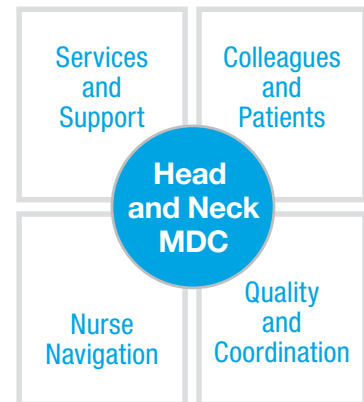 Services
and
Support
Colleagues
and
Patients
Head
and Neck
MDC
Nurse
Navigation
Quality
and
Coordination